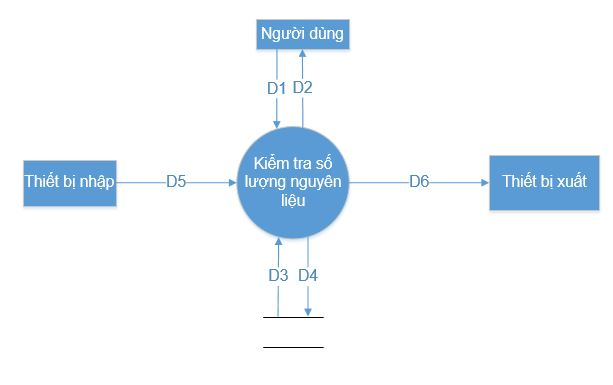 Người dùng
D1 D2
Kiểm tra số
lượng nguyên
liệu
Thiết bị nhập
D5
D6
Thiết bị xuất
D3 D4